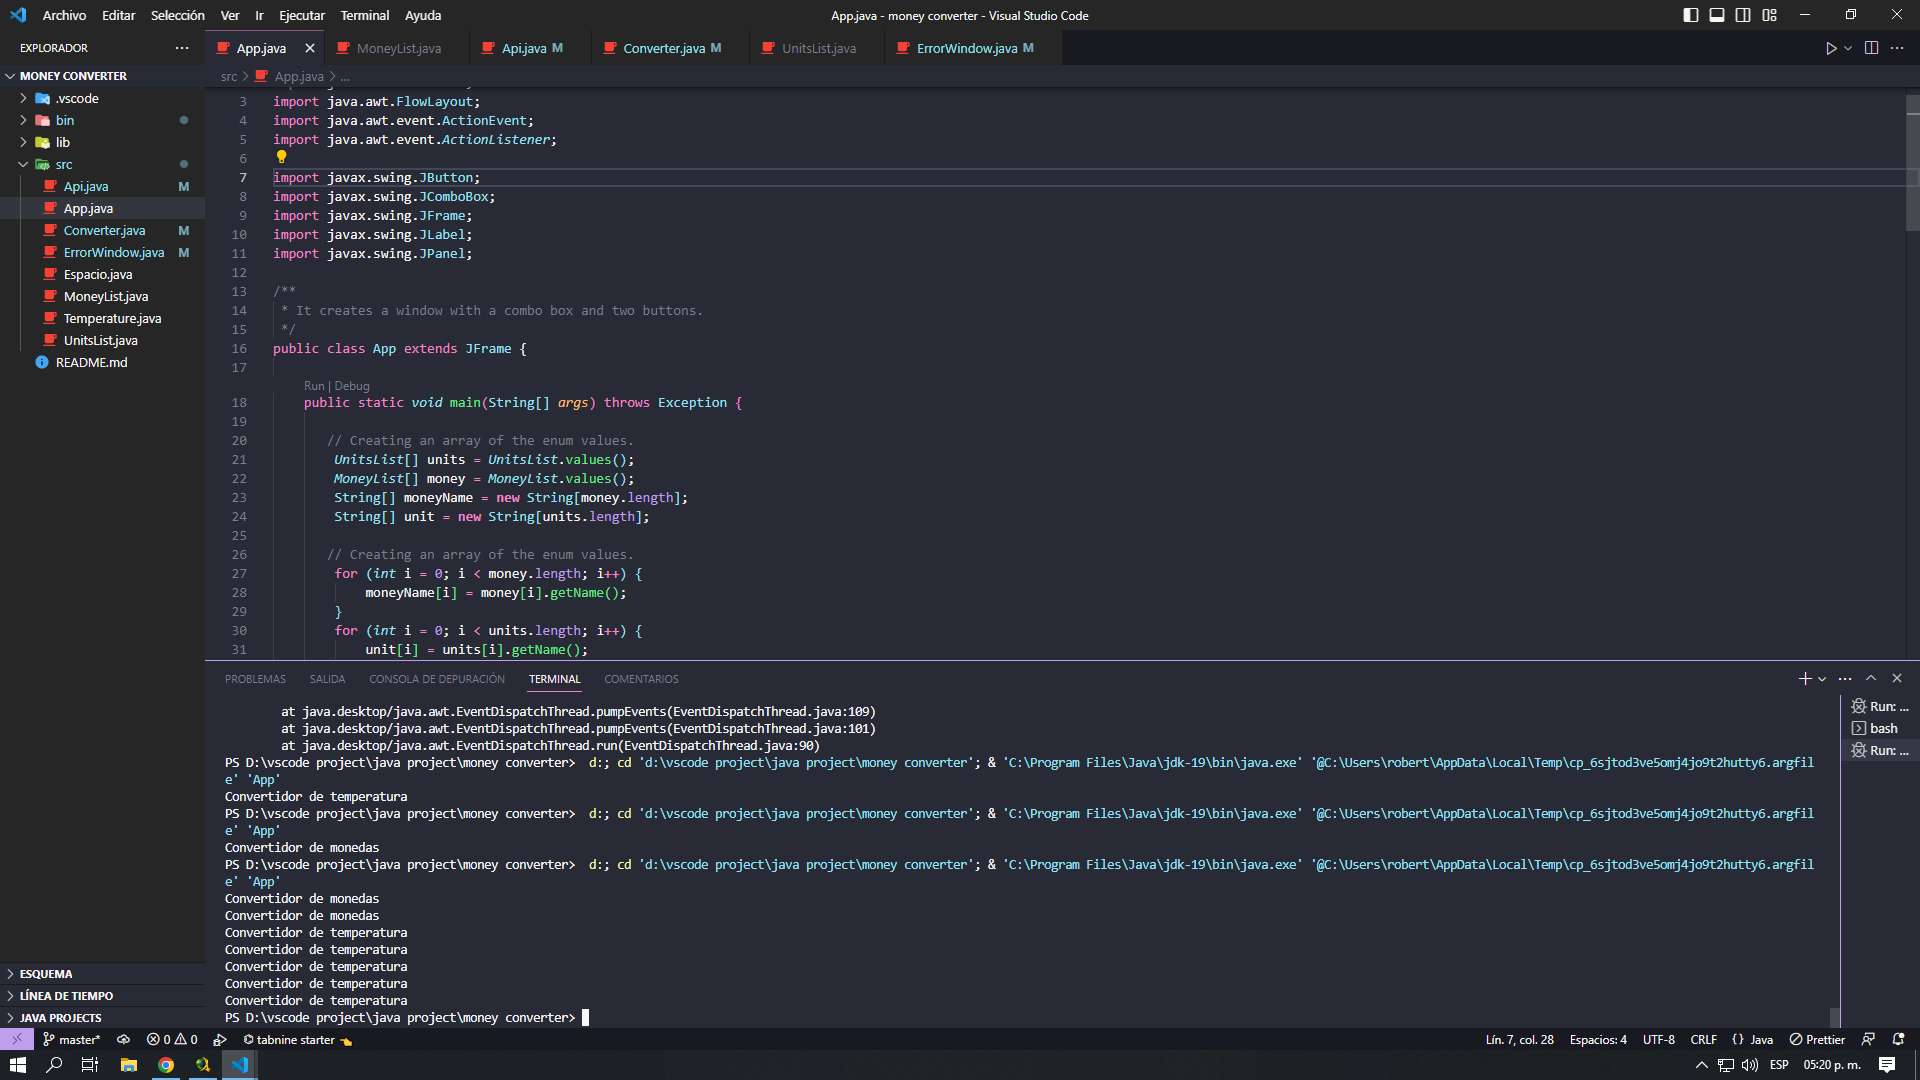 Archivo Editar Selección Ver Ir Ejecutar Terminal Ayuda
App.java - money converter - Visual Studio Code
EXPLORADOR
App.java
MoneyList.java
Api.java M
Converter.java M
UnitsList.java
ErrorWindow.java M
src > App.java > ...
MONEY CONVERTER
.vscode
bin
lib
src
Api.java M
App.java
Converter.java M
ErrorWindow.java M
Espacio.java
MoneyList.java
Temperature.java
UnitsList.java
README.md
3 import java.awt.FlowLayout;
4 import java.awt.event.ActionEvent;
5 import java.awt.event.ActionListener;
6
7 import javax.swing.JButton;
8 import javax.swing.JComboBox;
9 import javax.swing.JFrame;
10 import javax.swing.JLabel;
11 import javax.swing.JPanel;
12
13 /**
14 * It creates a window with a combo box and two buttons.
15 */
16 public class App extends JFrame {
17
Run | Debug
18 public static void main(String[] args) throws Exception {
19
20 // Creating an array of the enum values.
21 UnitsList[] units = UnitsList.values();
22 MoneyList[] money = MoneyList.values();
23 String[] moneyName = new String[money.length];
24 String[] unit = new String[units.length];
25
26 // Creating an array of the enum values.
27 for (int i = 0; i < money.length; i++) {
28 moneyName[i] = money[i].getName();
29 }
30 for (int i = 0; i < units.length; i++) {
31 unit[i] = units[i].getName();
PROBLEMAS SALIDA CONSOLA DE DEPURACIÓN TERMINAL COMENTARIOS
at java.desktop/java.awt.EventDispatchThread.pumpEvents(EventDispatchThread.java:109)
at java.desktop/java.awt.EventDispatchThread.pumpEvents(EventDispatchThread.java:101)
at java.desktop/java.awt.EventDispatchThread.run(EventDispatchThread.java:90)
PS D:\vscode project\java project\money converter> d:; cd 'd:\vscode project\java project\money converter'; & 'C:\Program Files\Java\jdk-19\bin\java.exe' '@C:\Users\robert\AppData\Local\Temp\cp_6sjtod3ve5omj4jo9t2hutty6.argfil
e' 'App'
Convertidor de temperatura
PS D:\vscode project\java project\money converter> d:; cd 'd:\vscode project\java project\money converter'; & 'C:\Program Files\Java\jdk-19\bin\java.exe' '@C:\Users\robert\AppData\Local\Temp\cp_6sjtod3ve5omj4jo9t2hutty6.argfil
e' 'App'
Convertidor de monedas
PS D:\vscode project\java project\money converter> d:; cd 'd:\vscode project\java project\money converter'; & 'C:\Program Files\Java\jdk-19\bin\java.exe' '@C:\Users\robert\AppData\Local\Temp\cp_6sjtod3ve5omj4jo9t2hutty6.argfil
e' 'App'
Convertidor de monedas
Convertidor de monedas
Convertidor de temperatura
Convertidor de temperatura
Convertidor de temperatura
Convertidor de temperatura
Convertidor de temperatura
PS D:\vscode project\java project\money converter>
Run: ...
bash
Run: ...
ESQUEMA
LÍNEA DE TIEMPO
JAVA PROJECTS
master* 0 0 tabnine starter
Lín. 7, col. 28 Espacios: 4 UTF-8 CRLF {} Java Prettier
ESP 05:20 p. m.